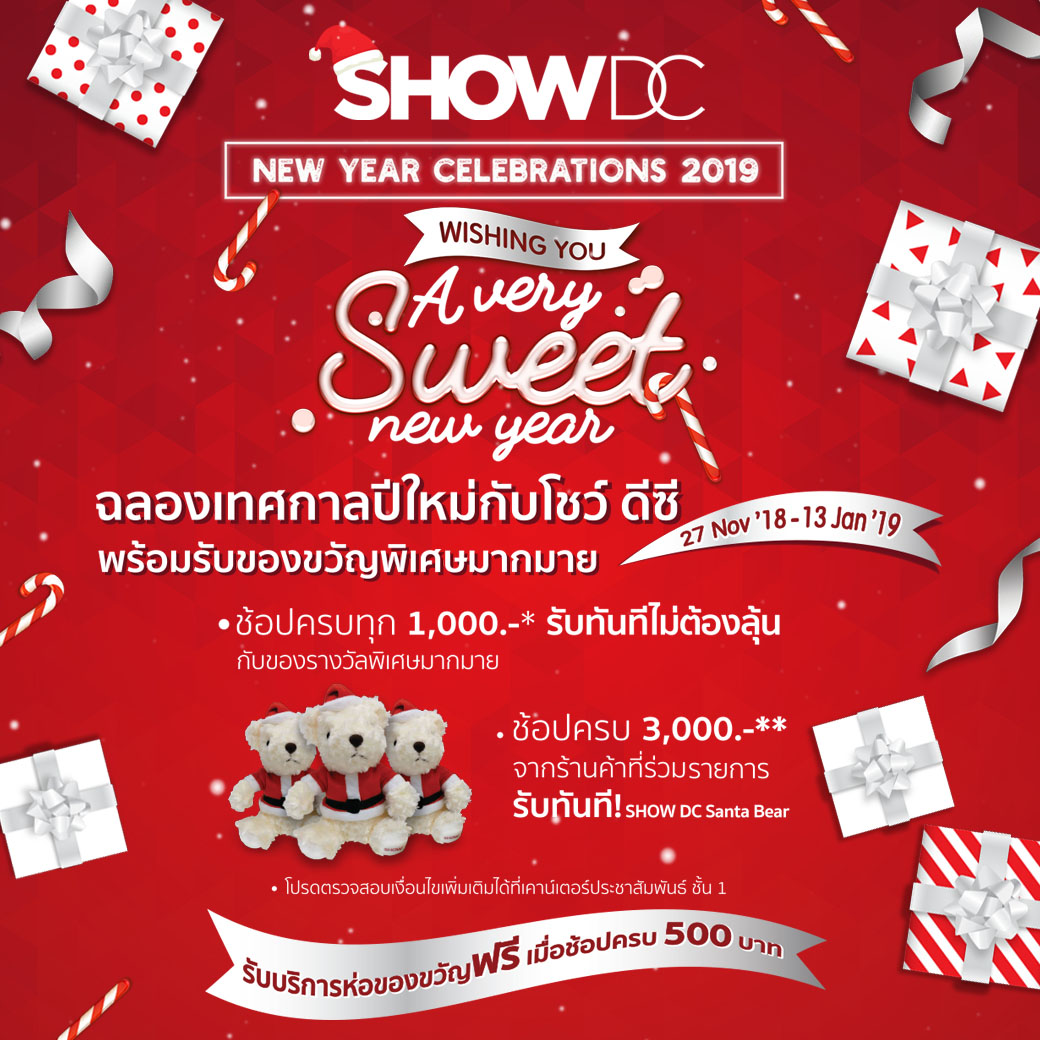 SHOWDC
NEW YEAR CELEBRATIONS 2019
WISHING YOU
A very
Sweet
new year
ฉลองเทศกาลปีใหม่กับโชว์ ดีซี
27 Nov '18 - 13 Jan '19
พร้อมรับของขวัญพิเศษมากมาย
• ช้อปครบทุก 1,000.-* รับทันทีไม่ต้องลุ้น
กับของรางวัลพิเศษมากมาย
• ช้อปครบ 3,000.-**
จากร้านค้าที่ร่วมรายการ
รับทันที! SHOW DC Santa Bear
• โปรดตรวจสอบเงื่อนไขเพิ่มเติมได้ที่เคาน์เตอร์ประชาสัมพันธ์ ชั้น 1
รับบริการห่อของขวัญฟรี เมื่อช้อปครบ 500 บาท